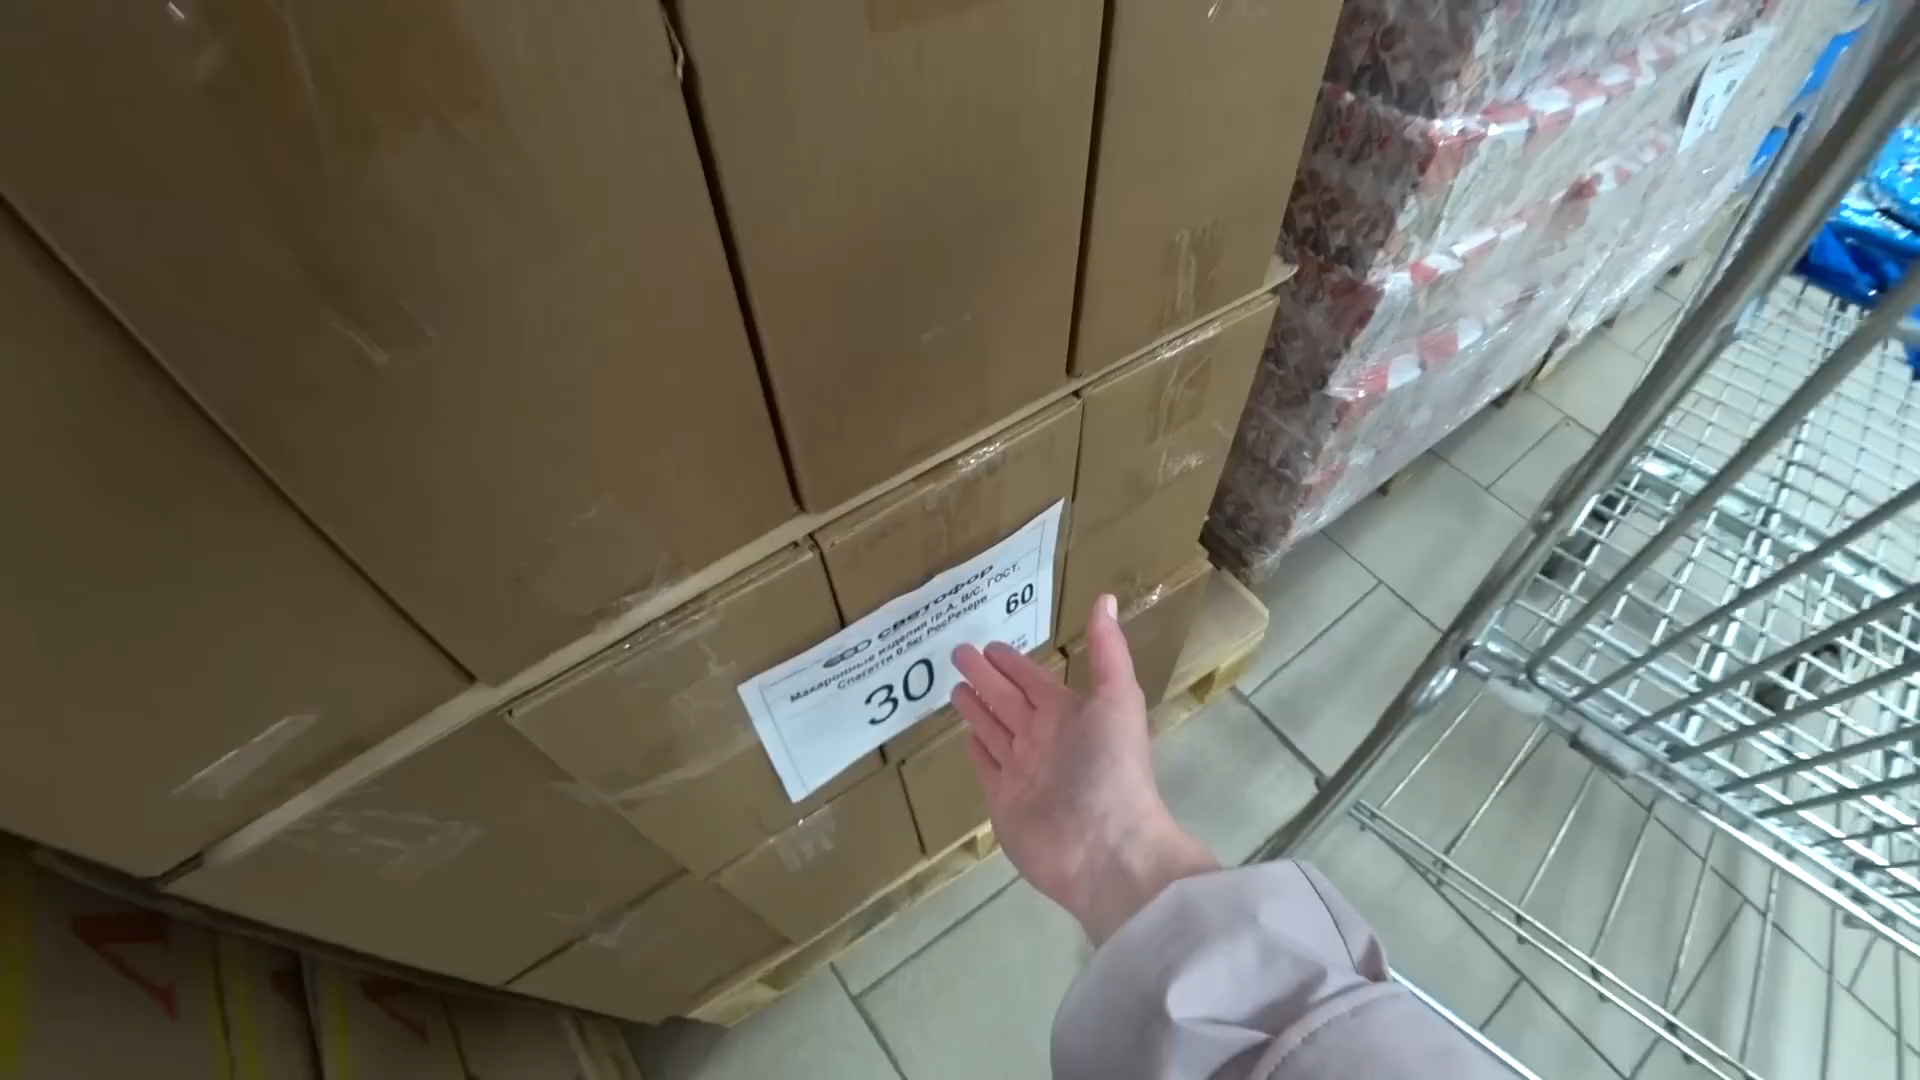 светофор
Макаронные изделия гр.А, В/С, ГОСТ,
Спагетти 0,5кг РосРезерв
30
60